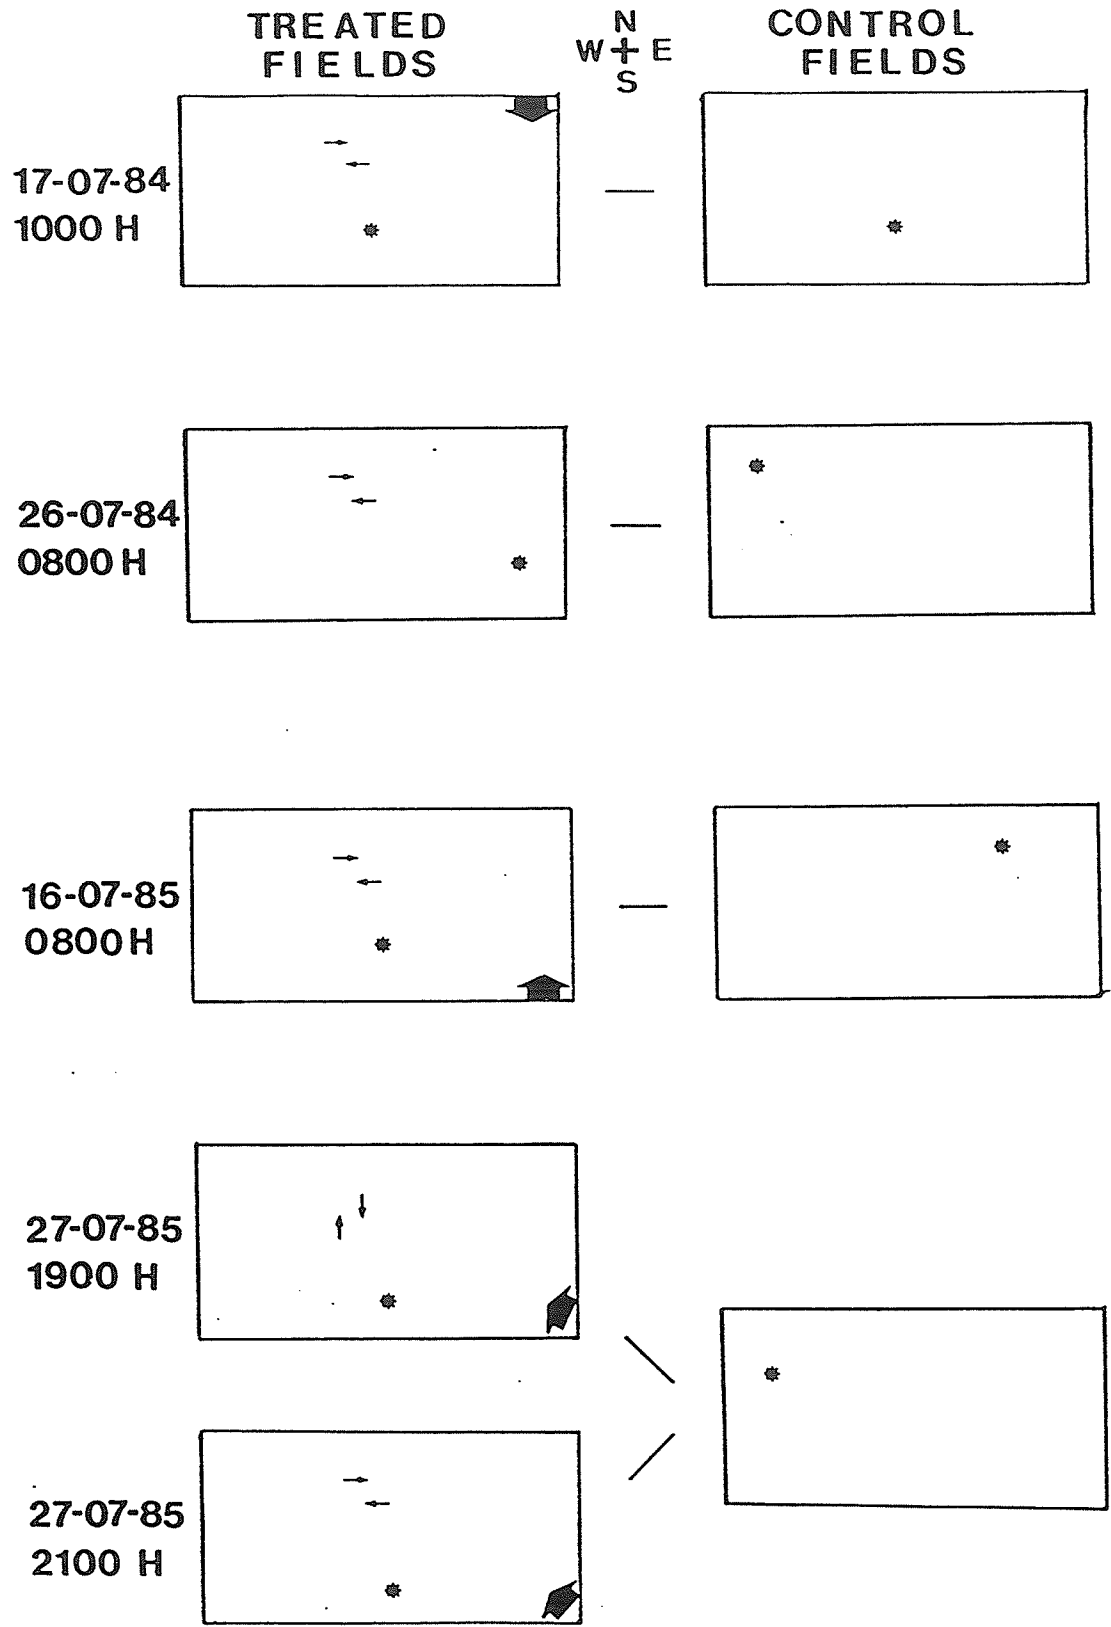 TREATED
FIELDS
N
W E
S
CONTROL
FIELDS
17-07-84
1000 H
26-07-84
0800 H
16-07-85
0800 H
27-07-85
1900 H
27-07-85
2100 H